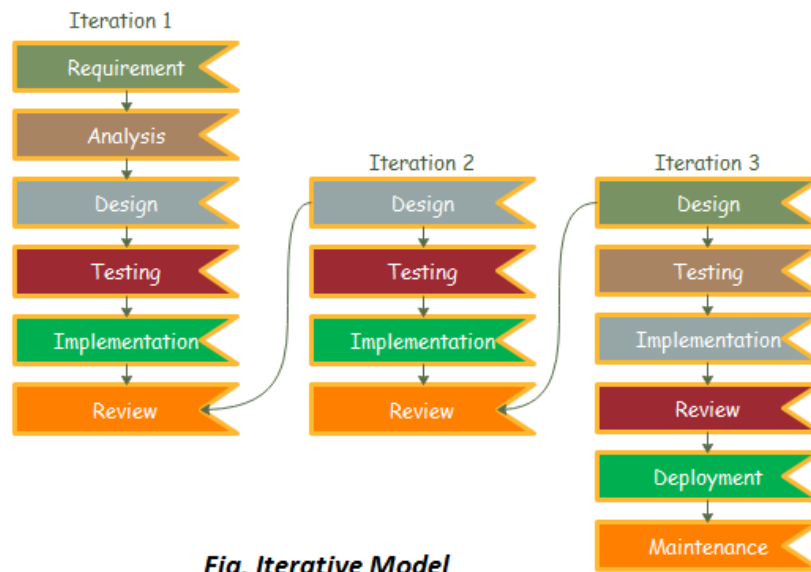 Iteration 1
Requirement
Analysis
Design
Testing
Implementation
Review
Iteration 2
Design
Testing
Implementation
Review
Iteration 3
Design
Testing
Implementation
Review
Deployment
Maintenance
Fig. Iterative Model